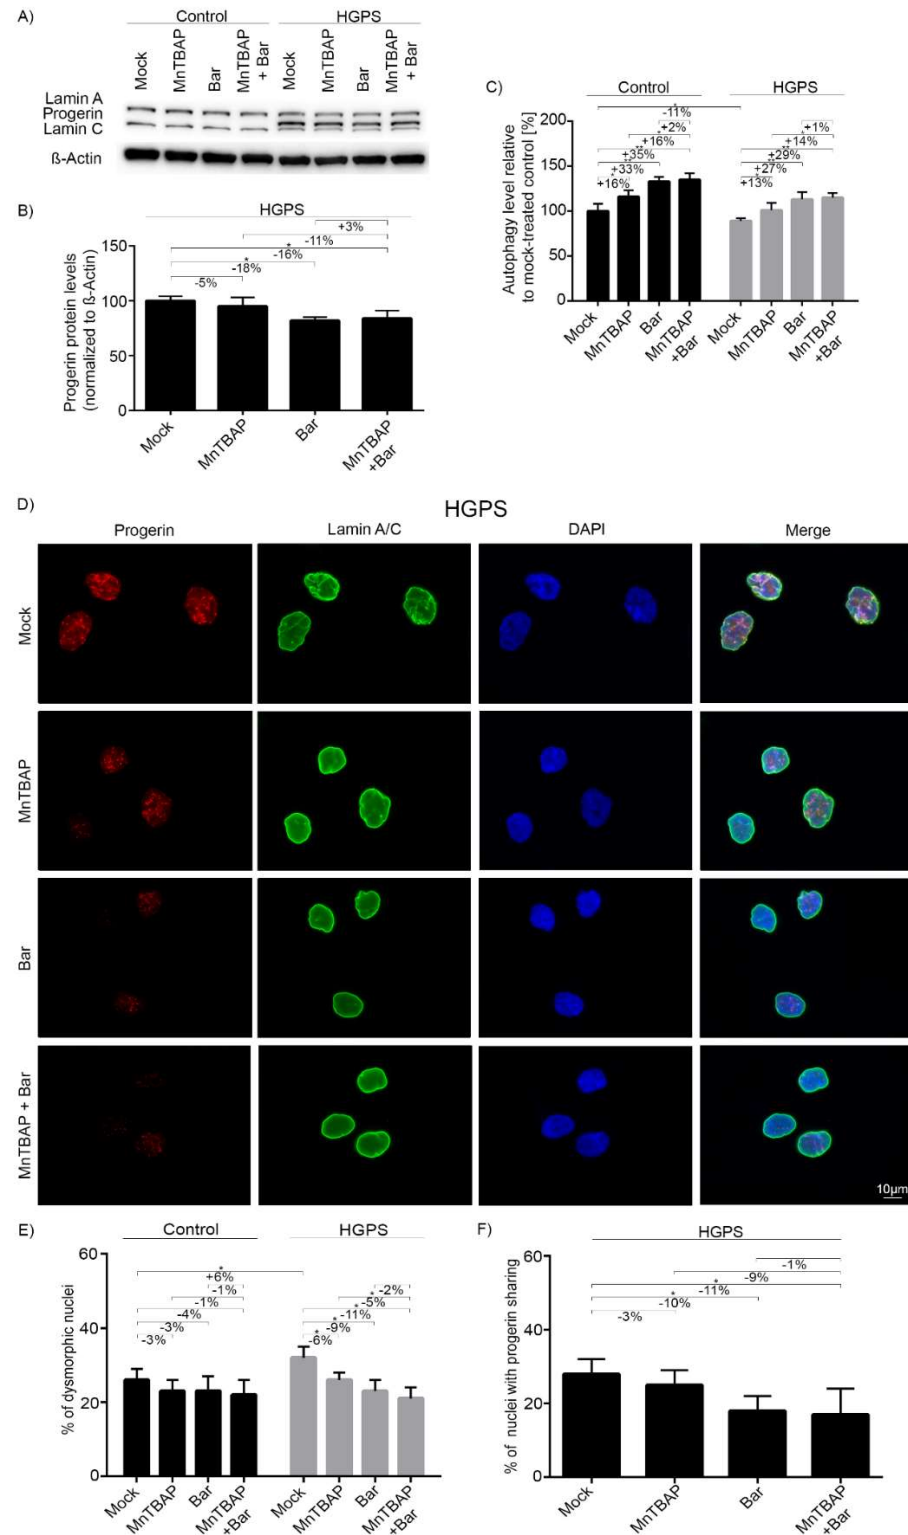 A)
Control
HGPS
Mock
MnTBAP
Bar
MnTBAP
+ Bar
Mock
MnTBAP
Bar
MnTBAP
+ Bar
Lamin A
Progerin
Lamin C
ß-Actin
B)
HGPS
Progerin protein levels
(normalized to ß-Actin)
150
100
50
0
+3%
-11%
*
-16%
*
-18%
-5%
Mock
MnTBAP
Bar
MnTBAP
+Bar
C)
Control
HGPS
Autophagy level relative
to mock-treated control [%]
200
150
100
50
0
*
-11%
+2%
+16%
+35%
+33%
+16%
+1%
+14%
+29%
+27%
+13%
Mock
MnTBAP
Bar
MnTBAP
+Bar
Mock
MnTBAP
Bar
MnTBAP
+Bar
D)
HGPS
Progerin
Lamin A/C
DAPI
Merge
Mock
MnTBAP
Bar
MnTBAP + Bar
10µm
E)
Control
HGPS
% of dysmorphic nuclei
60
40
20
0
*
+6%
-1%
-1%
-4%
-3%
-3%
* -2%
* -5%
* -11%
* -9%
* -6%
Mock
MnTBAP
Bar
MnTBAP
+Bar
Mock
MnTBAP
Bar
MnTBAP
+Bar
F)
HGPS
% of nuclei with progerin sharing
60
40
20
0
-1%
-9%
*
-11%
*
-10%
-3%
Mock
MnTBAP
Bar
MnTBAP
+Bar